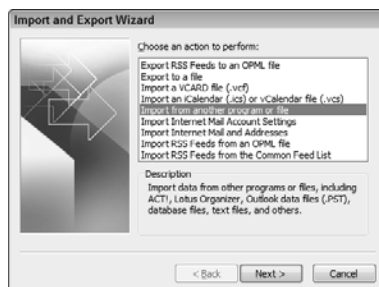 Import and Export Wizard
Choose an action to perform:
Export RSS Feeds to an OPML file
Export to a file
Import a VCARD file (.vcf)
Import an iCalendar (.ics) or vCalendar file (.vcs)
Import from another program or file
Import Internet Mail Account Settings
Import Internet Mail and Addresses
Import RSS Feeds from an OPML file
Import RSS Feeds from the Common Feed List
Description
Import data from other programs or files, including
ACT!, Lotus Organizer, Outlook data files (.PST),
database files, text files, and others.
< Back Next > Cancel